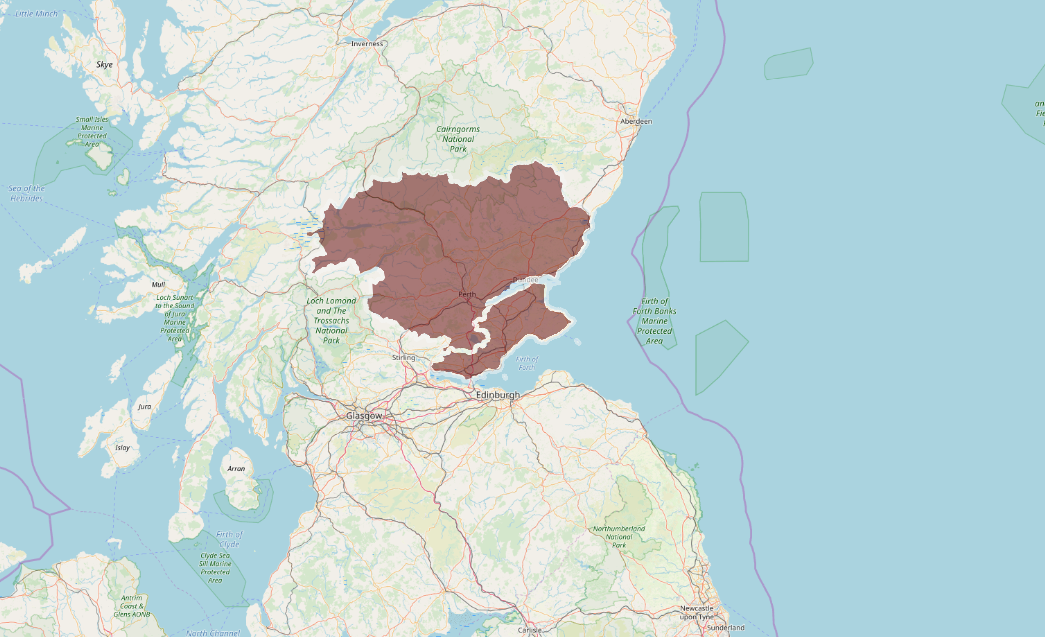 Little Minch
Inverness
Skye
Small Isles
Marine
Protected
Area
Cairngorms
National
Park
Aberdeen
an
Fie
Sea of the
Hebrides
Mull
Loch Sunart
to the Sound
of Jura
Marine
Protected
Area
Loch Lomond
and The
Trossachs
National
Park
Perth
Dundee
Firth of
Forth Banks
Marine
Protected
Area
Stirling
Firth of
Forth
Edinburgh
Glasgow
Jura
Islay
Arran
Firth of
Clyde
Clyde Sea
Sill Marine
Protected
Area
Northumberland
National
Park
Antrim
Coast &
Glens AONB
North Channel
Carlisle
Newcastle
upon Tyne
Sunderland